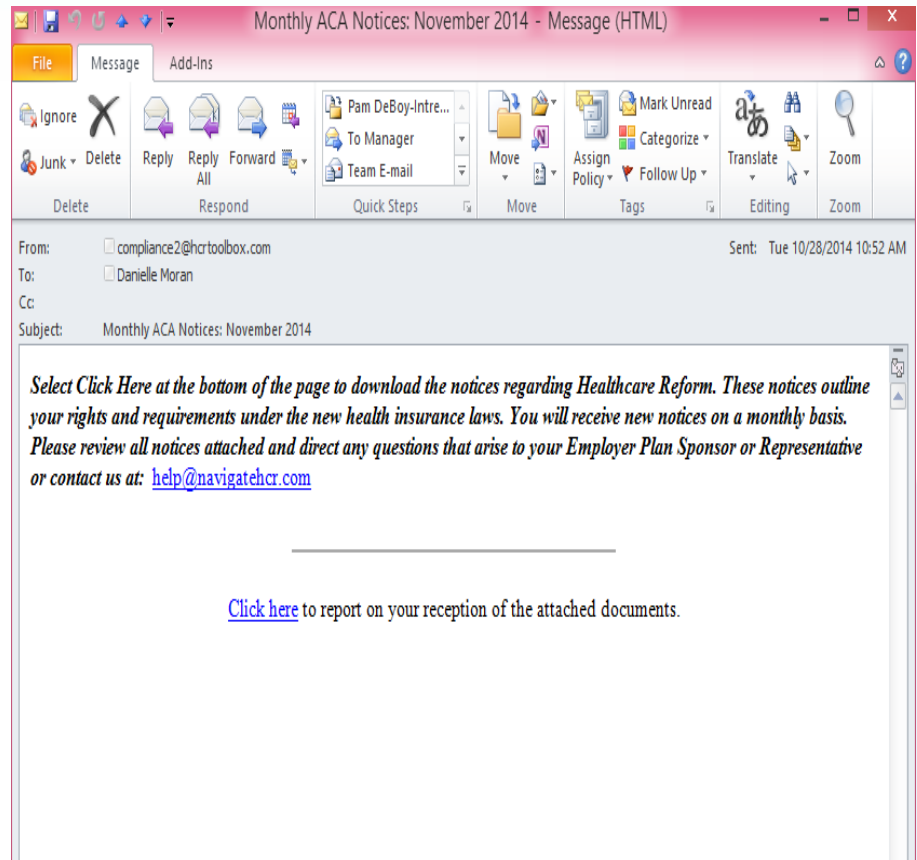 Monthly ACA Notices: November 2014 - Message (HTML)
File Message Add-Ins
Ignore
Junk
Delete
Reply
Reply All
Forward
Pam DeBoy-Intre...
To Manager
Team E-mail
Move
Assign Policy
Mark Unread
Categorize
Follow Up
Translate
Zoom
Delete Respond Quick Steps Move Tags Editing Zoom
From: compliance2@hcrtoolbox.com Sent: Tue 10/28/2014 10:52 AM
To: Danielle Moran
Cc:
Subject: Monthly ACA Notices: November 2014
Select Click Here at the bottom of the page to download the notices regarding Healthcare Reform. These notices outline
your rights and requirements under the new health insurance laws. You will receive new notices on a monthly basis.
Please review all notices attached and direct any questions that arise to your Employer Plan Sponsor or Representative
or contact us at: help@navigatehcr.com
Click here to report on your reception of the attached documents.